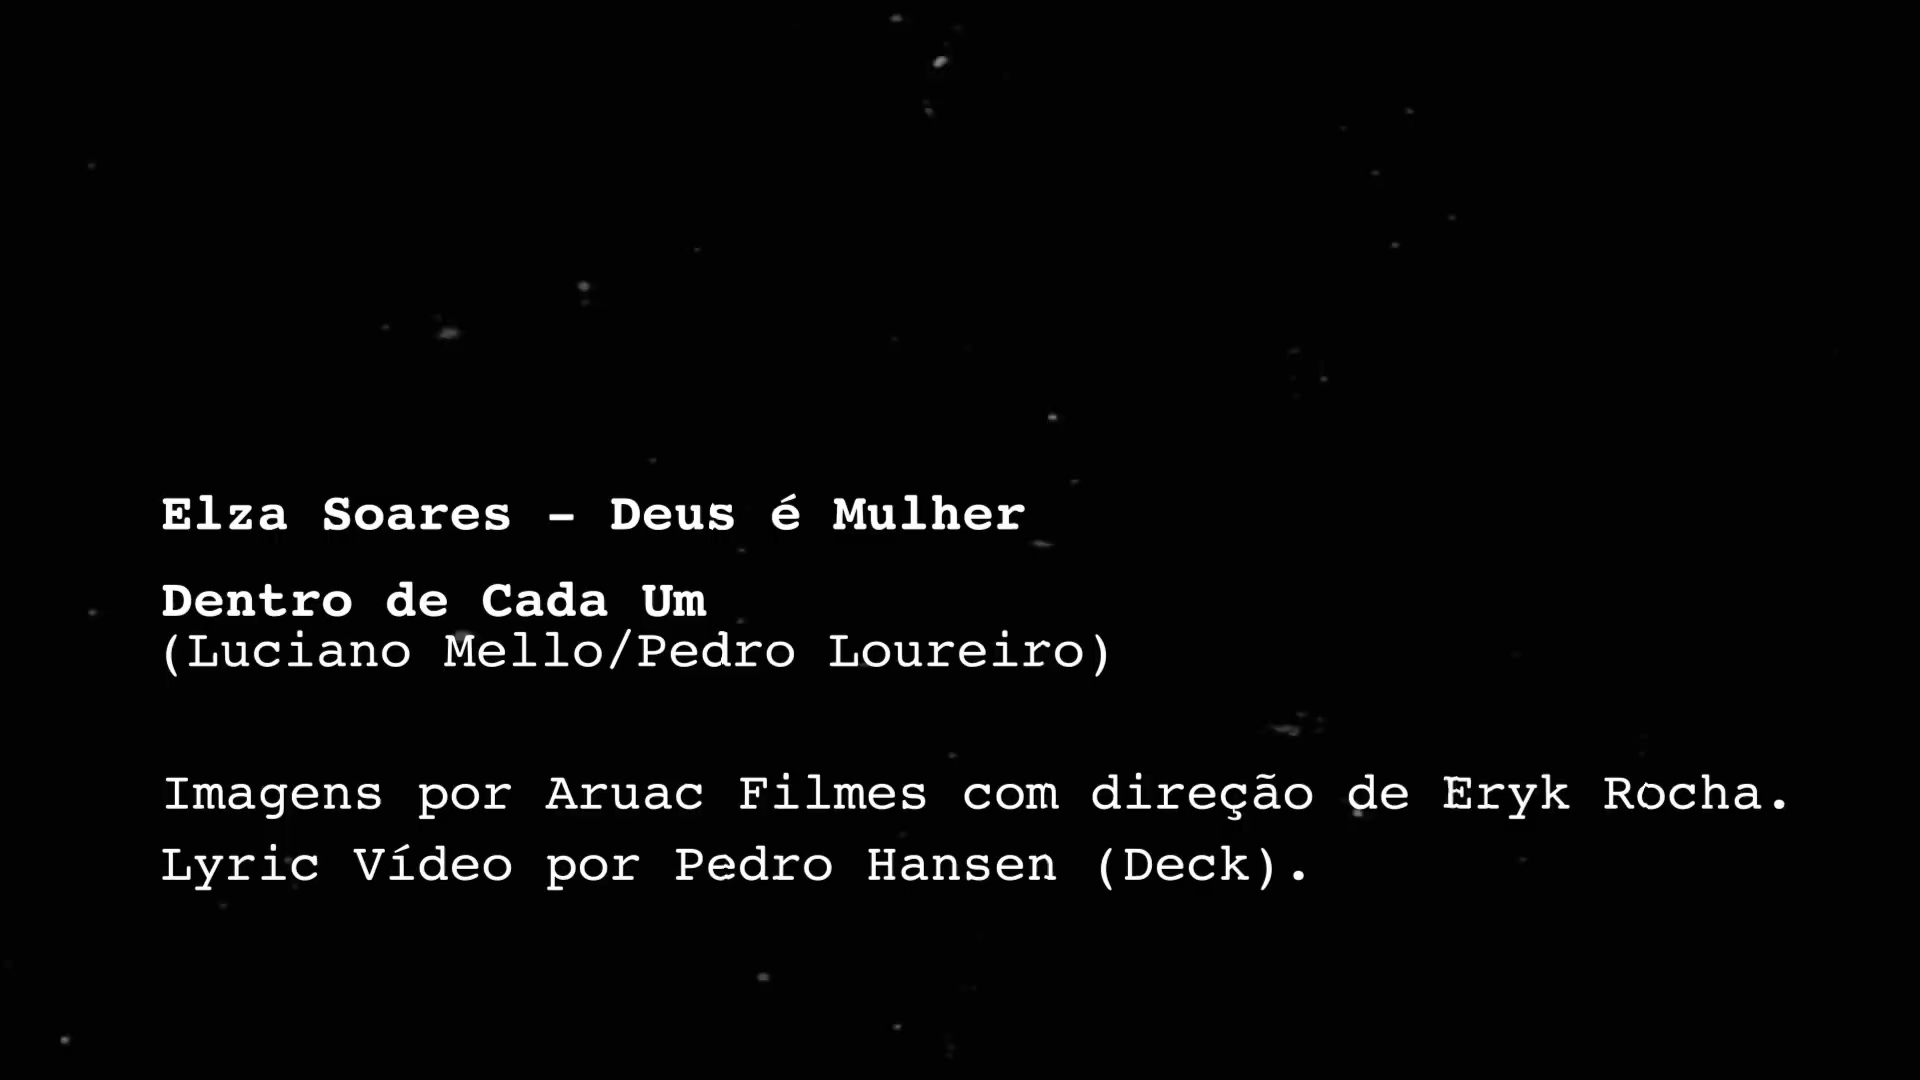 Elza Soares – Deus é Mulher
Dentro de Cada Um
(Luciano Mello/Pedro Loureiro)
Imagens por Aruac Filmes com direção de Eryk Rocha.
Lyric Vídeo por Pedro Hansen (Deck).